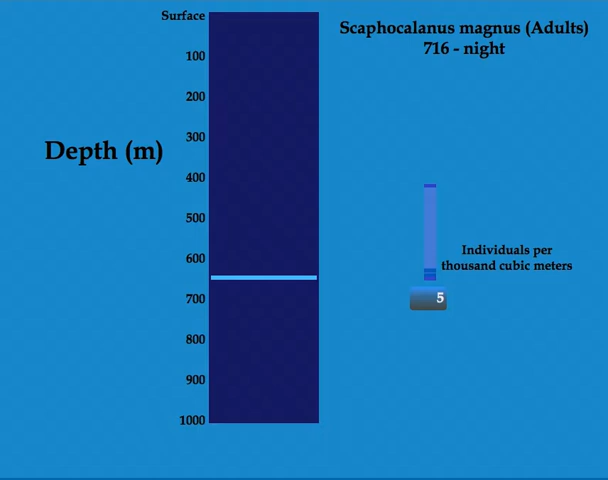 Surface
Scaphocalanus magnus (Adults)
716 - night
100
200
300
Depth (m)
400
500
600
Individuals per
thousand cubic meters
700
5
800
900
1000